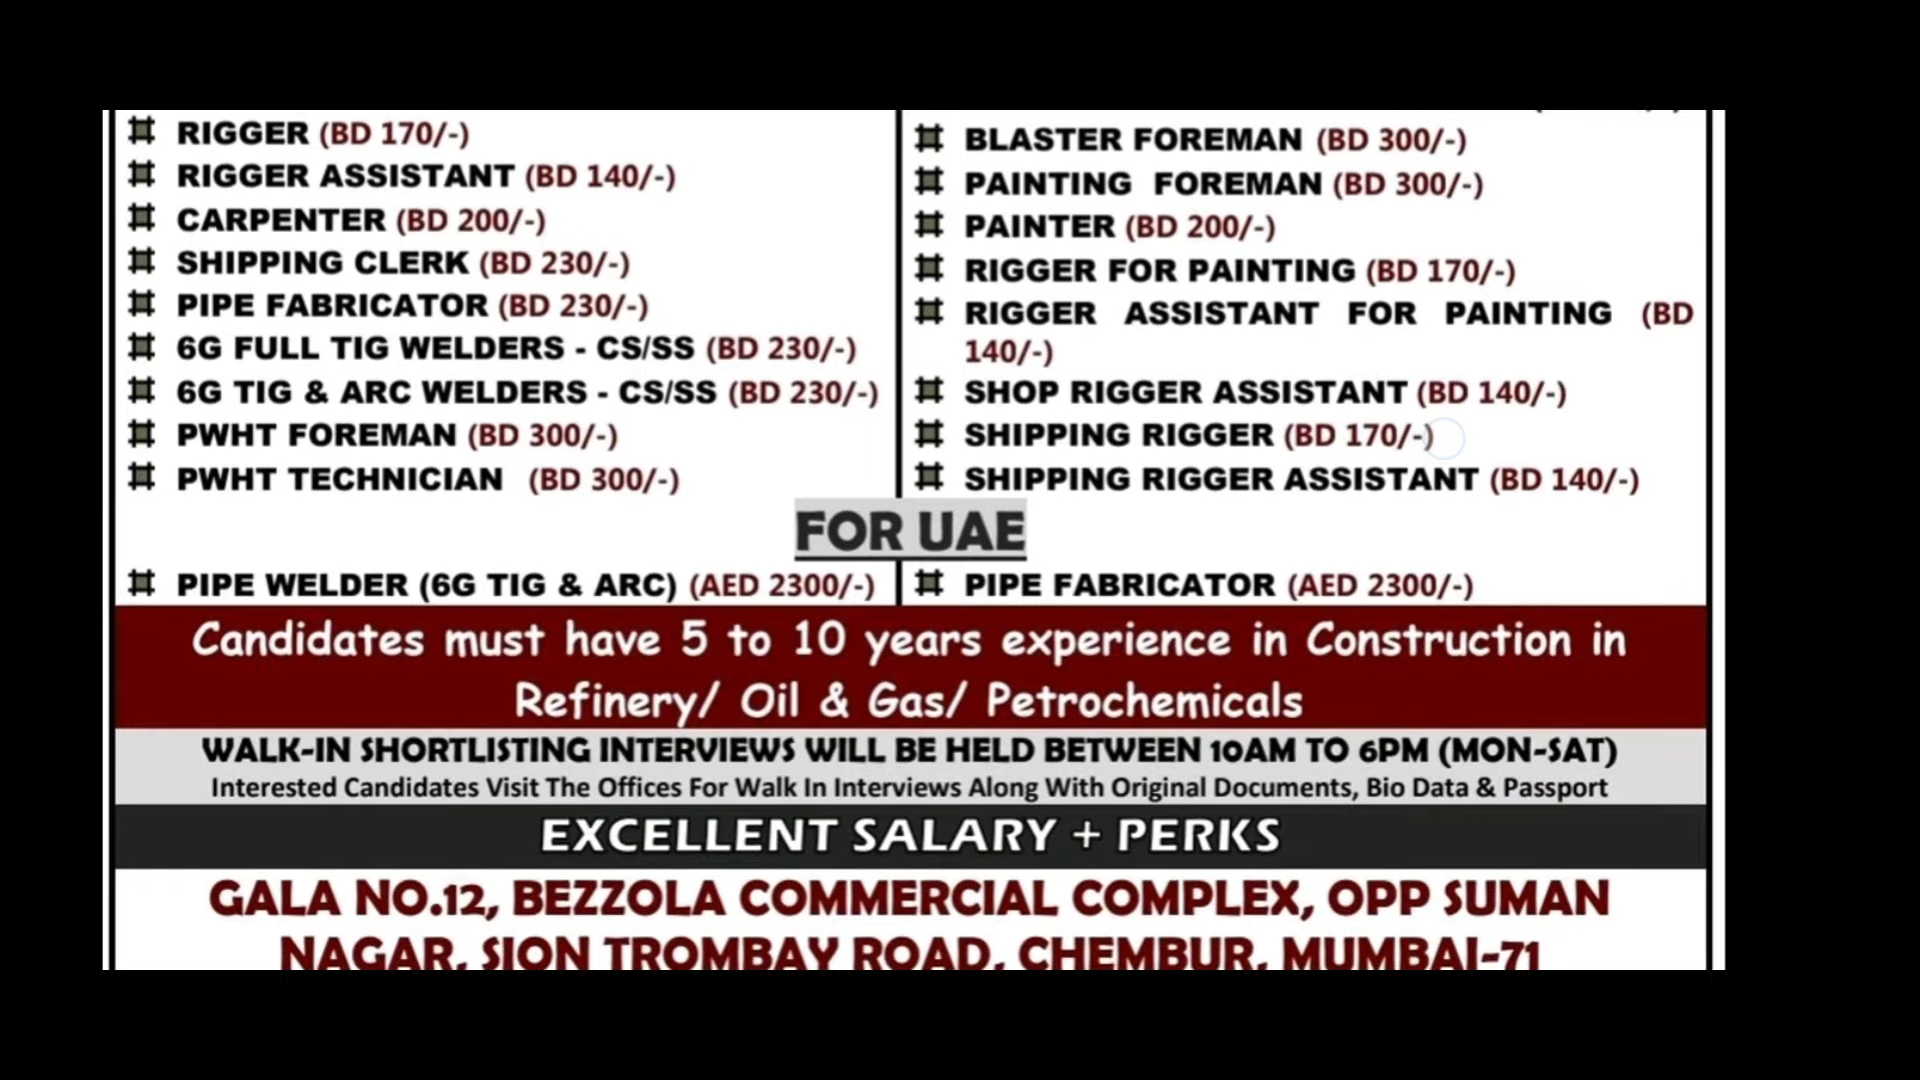 RIGGER (BD 170/-)
RIGGER ASSISTANT (BD 140/-)
CARPENTER (BD 200/-)
SHIPPING CLERK (BD 230/-)
PIPE FABRICATOR (BD 230/-)
6G FULL TIG WELDERS - CS/SS (BD 230/-)
6G TIG & ARC WELDERS - CS/SS (BD 230/-)
PWHT FOREMAN (BD 300/-)
PWHT TECHNICIAN (BD 300/-)
BLASTER FOREMAN (BD 300/-)
PAINTING FOREMAN (BD 300/-)
PAINTER (BD 200/-)
RIGGER FOR PAINTING (BD 170/-)
RIGGER ASSISTANT FOR PAINTING (BD
140/-)
SHOP RIGGER ASSISTANT (BD 140/-)
SHIPPING RIGGER (BD 170/-)
SHIPPING RIGGER ASSISTANT (BD 140/-)
FOR UAE
PIPE WELDER (6G TIG & ARC) (AED 2300/-)
PIPE FABRICATOR (AED 2300/-)
Candidates must have 5 to 10 years experience in Construction in
Refinery/ Oil & Gas/ Petrochemicals
WALK-IN SHORTLISTING INTERVIEWS WILL BE HELD BETWEEN 10AM TO 6PM (MON-SAT)
Interested Candidates Visit The Offices For Walk In Interviews Along With Original Documents, Bio Data & Passport
EXCELLENT SALARY + PERKS
GALA NO.12, BEZZOLA COMMERCIAL COMPLEX, OPP SUMAN
NAGAR, SION TROMBAY ROAD, CHEMBUR, MUMBAI-71